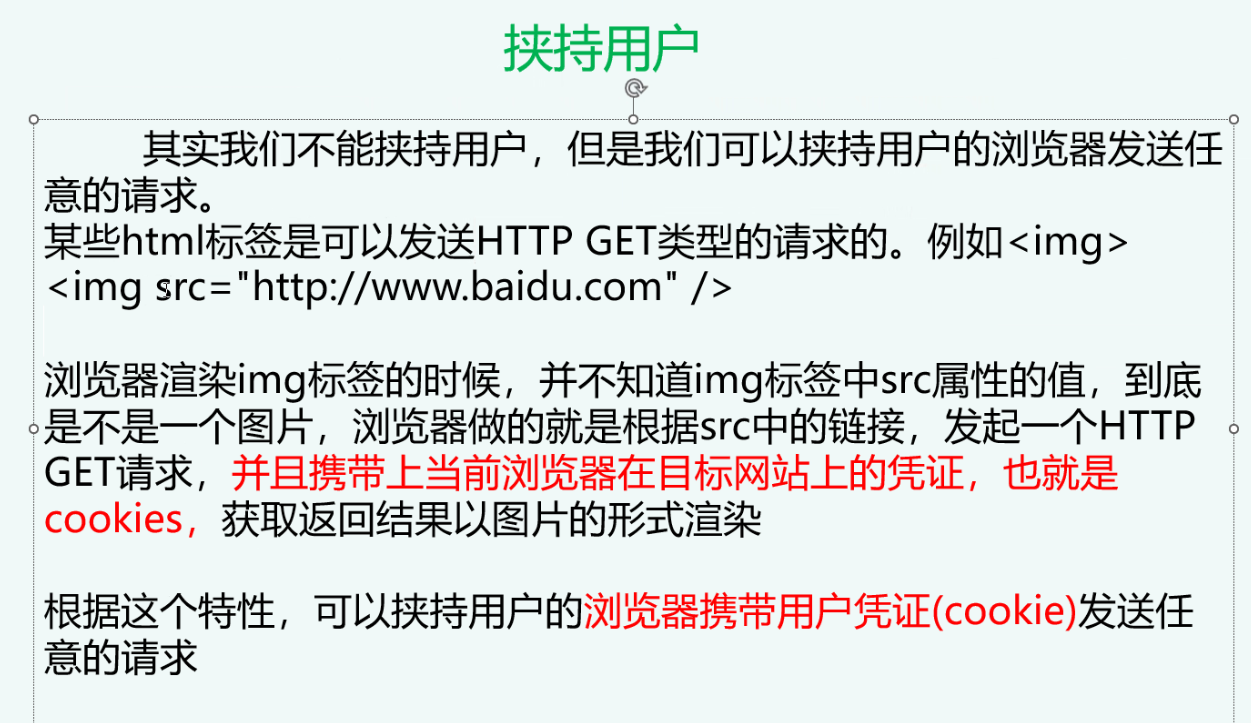 挟持用户
其实我们不能挟持用户，但是我们可以挟持用户的浏览器发送任
意的请求。
某些html标签是可以发送HTTP GET类型的请求的。例如<img>
<img src="http://www.baidu.com" />
浏览器渲染img标签的时候，并不知道img标签中src属性的值，到底
是不是一个图片，浏览器做的就是根据src中的链接，发起一个HTTP
GET请求，并且携带上当前浏览器在目标网站上的凭证，也就是
cookies，获取返回结果以图片的形式渲染
根据这个特性，可以挟持用户的浏览器携带用户凭证(cookie)发送任
意的请求